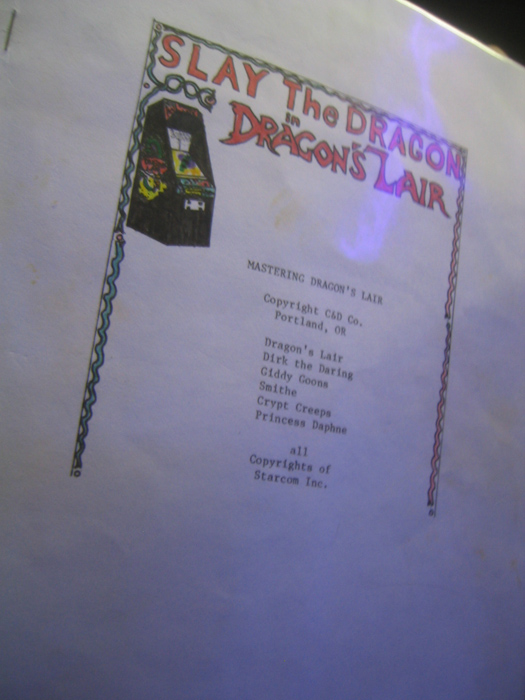 SLAY The DRAGON
in
DRAGON'S LAIR
MASTERING DRAGON'S LAIR
Copyright C&D Co.
Portland, OR
Dragon's Lair
Dirk the Daring
Giddy Goons
Smithe
Crypt Creeps
Princess Daphne
all
Copyrights of
Starcom Inc.